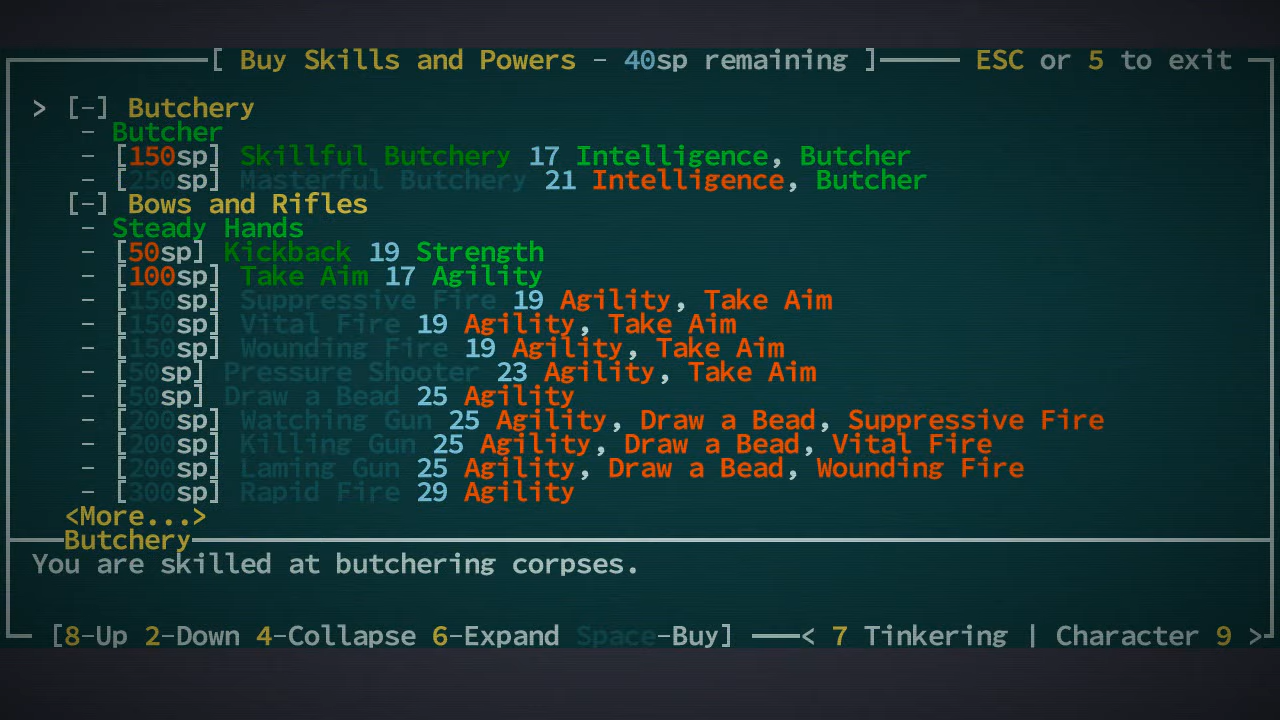 [ Buy Skills and Powers - 40sp remaining ] ESC or 5 to exit
> [-] Butchery
- Butcher
- [150sp] Skillful Butchery 17 Intelligence, Butcher
- [250sp] Masterful Butchery 21 Intelligence, Butcher
[-] Bows and Rifles
- Steady Hands
- [50sp] Kickback 19 Strength
- [100sp] Take Aim 17 Agility
- [150sp] Suppressive Fire 19 Agility, Take Aim
- [150sp] Vital Fire 19 Agility, Take Aim
- [150sp] Wounding Fire 19 Agility, Take Aim
- [50sp] Pressure Shooter 23 Agility, Take Aim
- [50sp] Draw a Bead 25 Agility
- [200sp] Watching Gun 25 Agility, Draw a Bead, Suppressive Fire
- [200sp] Killing Gun 25 Agility, Draw a Bead, Vital Fire
- [200sp] Laming Gun 25 Agility, Draw a Bead, Wounding Fire
- [300sp] Rapid Fire 29 Agility
<More...>
Butchery
You are skilled at butchering corpses.
[8-Up 2-Down 4-Collapse 6-Expand Space-Buy] < 7 Tinkering | Character 9 >